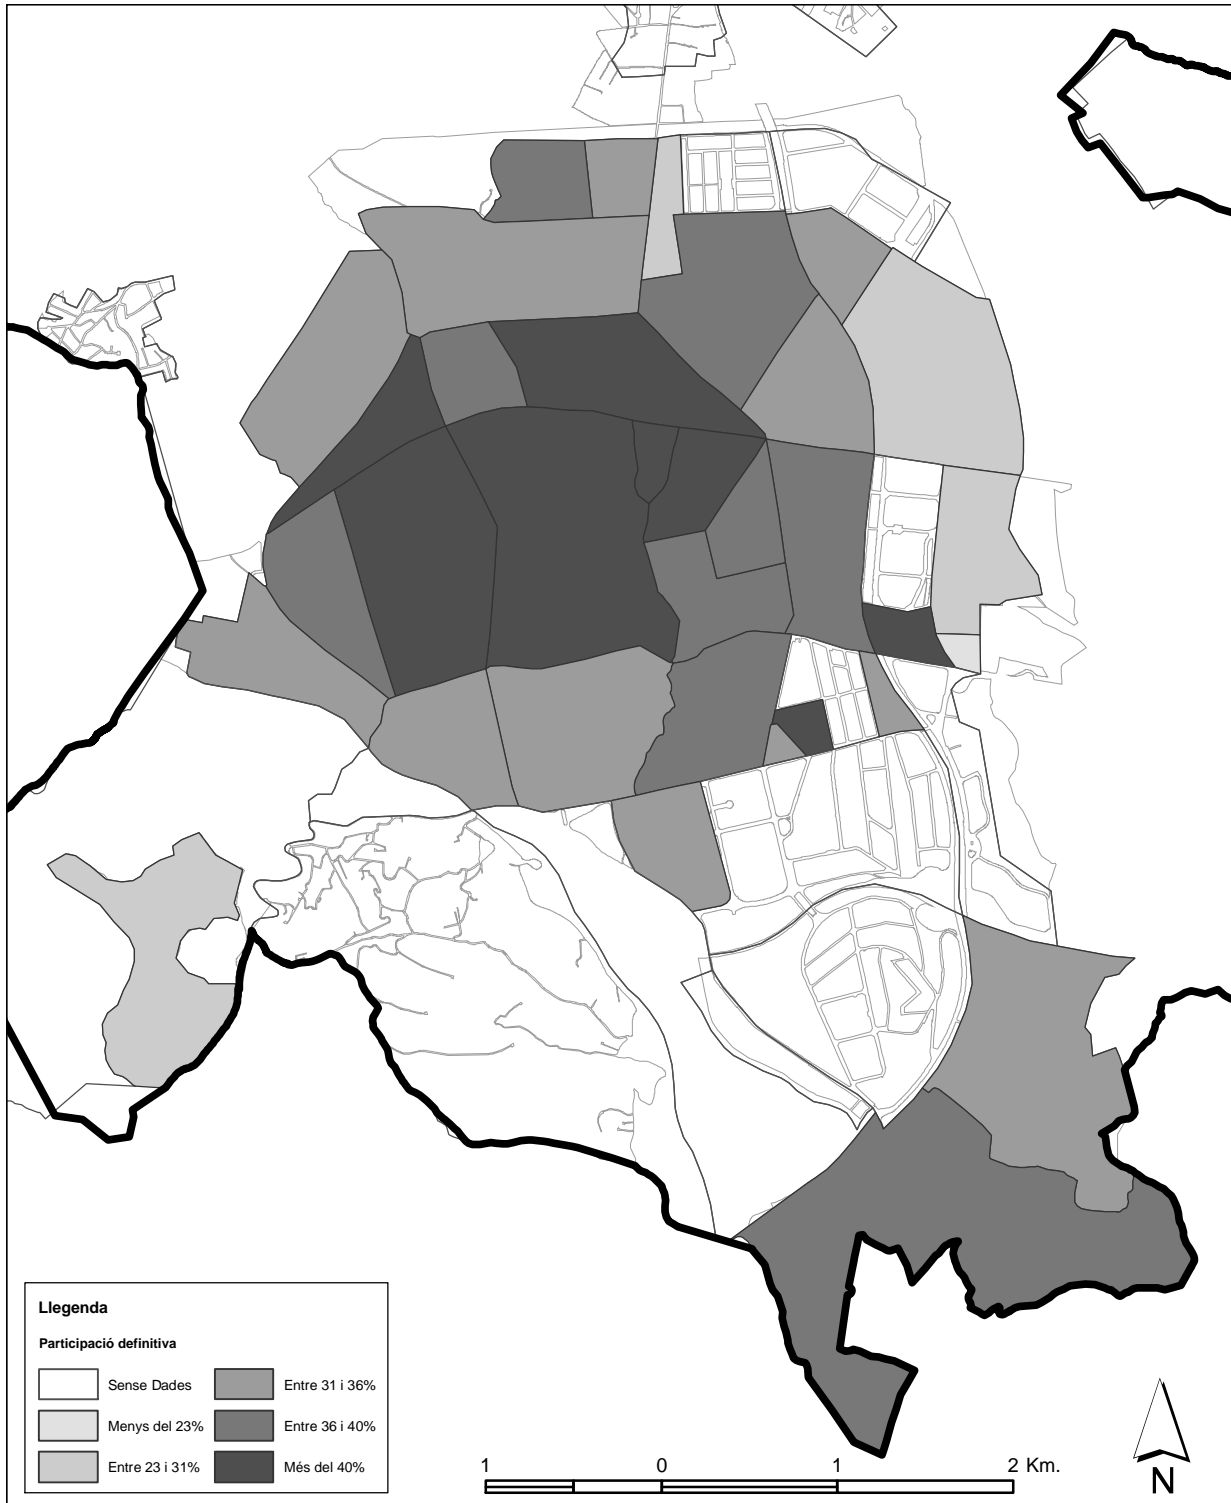 Llegenda
Participació definitiva
Sense Dades
Menys del 23%
Entre 23 i 31%
Entre 31 i 36%
Entre 36 i 40%
Més del 40%
1 0 1 2 Km.
N